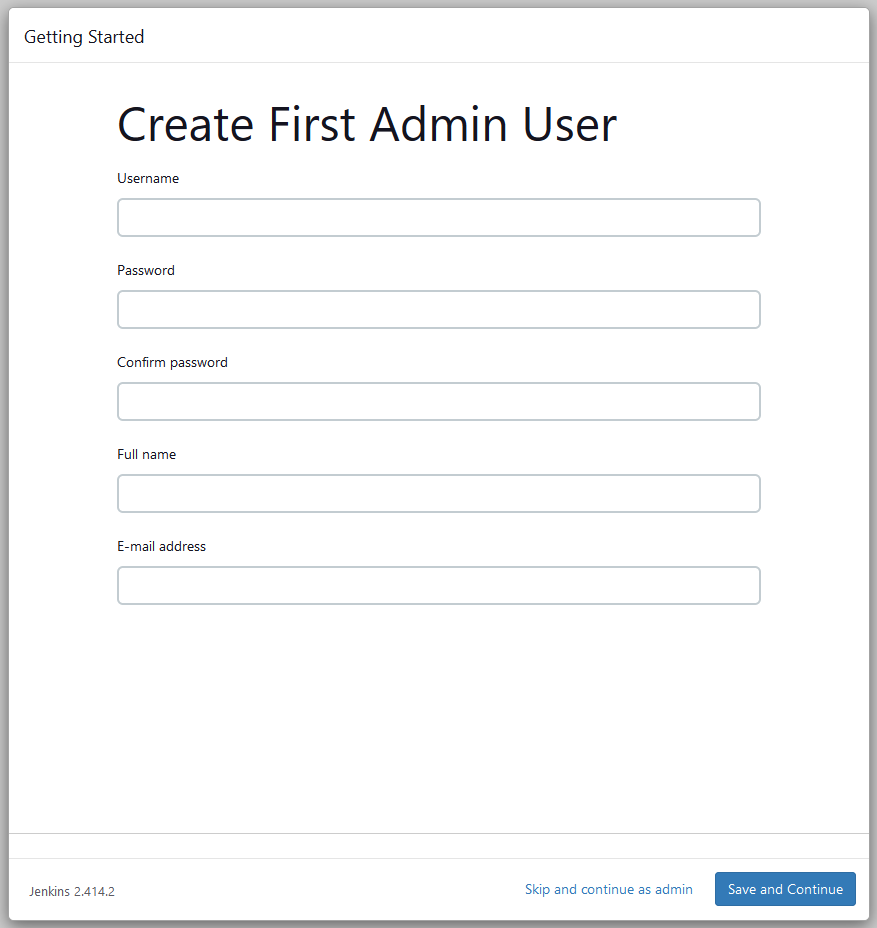 Getting Started
Create First Admin User
Username
Password
Confirm password
Full name
E-mail address
Jenkins 2.414.2
Skip and continue as admin
Save and Continue